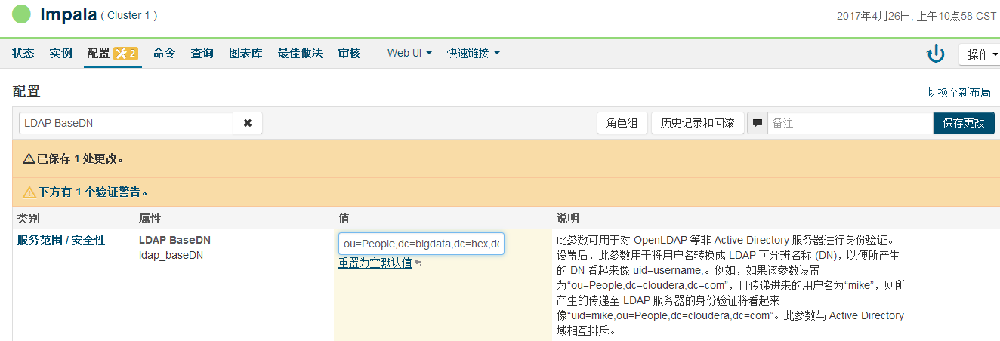 Impala ( Cluster 1 )
2017年4月26日, 上午10点58 CST
状态 实例 配置 2 命令 查询 图表库 最佳做法 审核 Web UI 快速链接 操作
配置
切换至新布局
LDAP BaseDN
角色组 历史记录和回滚 备注 保存更改
已保存 1 处更改。
下方有 1 个验证警告。
类别 属性 值 说明
服务范围 / 安全性
LDAP BaseDN
ldap_baseDN
ou=People,dc=bigdata,dc=hex,dc
重置为空默认值
此参数可用于对 OpenLDAP 等非 Active Directory 服务器进行身份验证。
设置后，此参数用于将用户名转换成 LDAP 可分辨名称 (DN)，以便所产生
的 DN 看起来像 uid=username,。例如，如果该参数设置
为“ou=People,dc=cloudera,dc=com”，且传递进来的用户名为“mike”，则所
产生的传递至 LDAP 服务器的身份验证将看起来
像“uid=mike,ou=People,dc=cloudera,dc=com”。此参数与 Active Directory
域相互排斥。